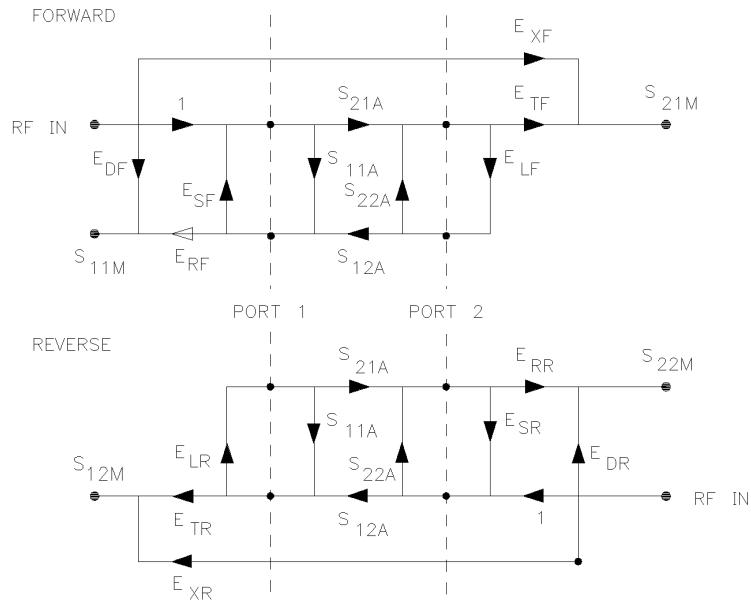 FORWARD
E XF
1
S 21A
E TF
S 21M
RF IN
E DF
S 11A
E LF
E SF
S 22A
S 11M
E RF
S 12A
PORT 1
PORT 2
REVERSE
S 21A
E RR
S 22M
S 11A
E SR
E LR
S 22A
E DR
S 12M
RF IN
E TR
S 12A
1
E XR